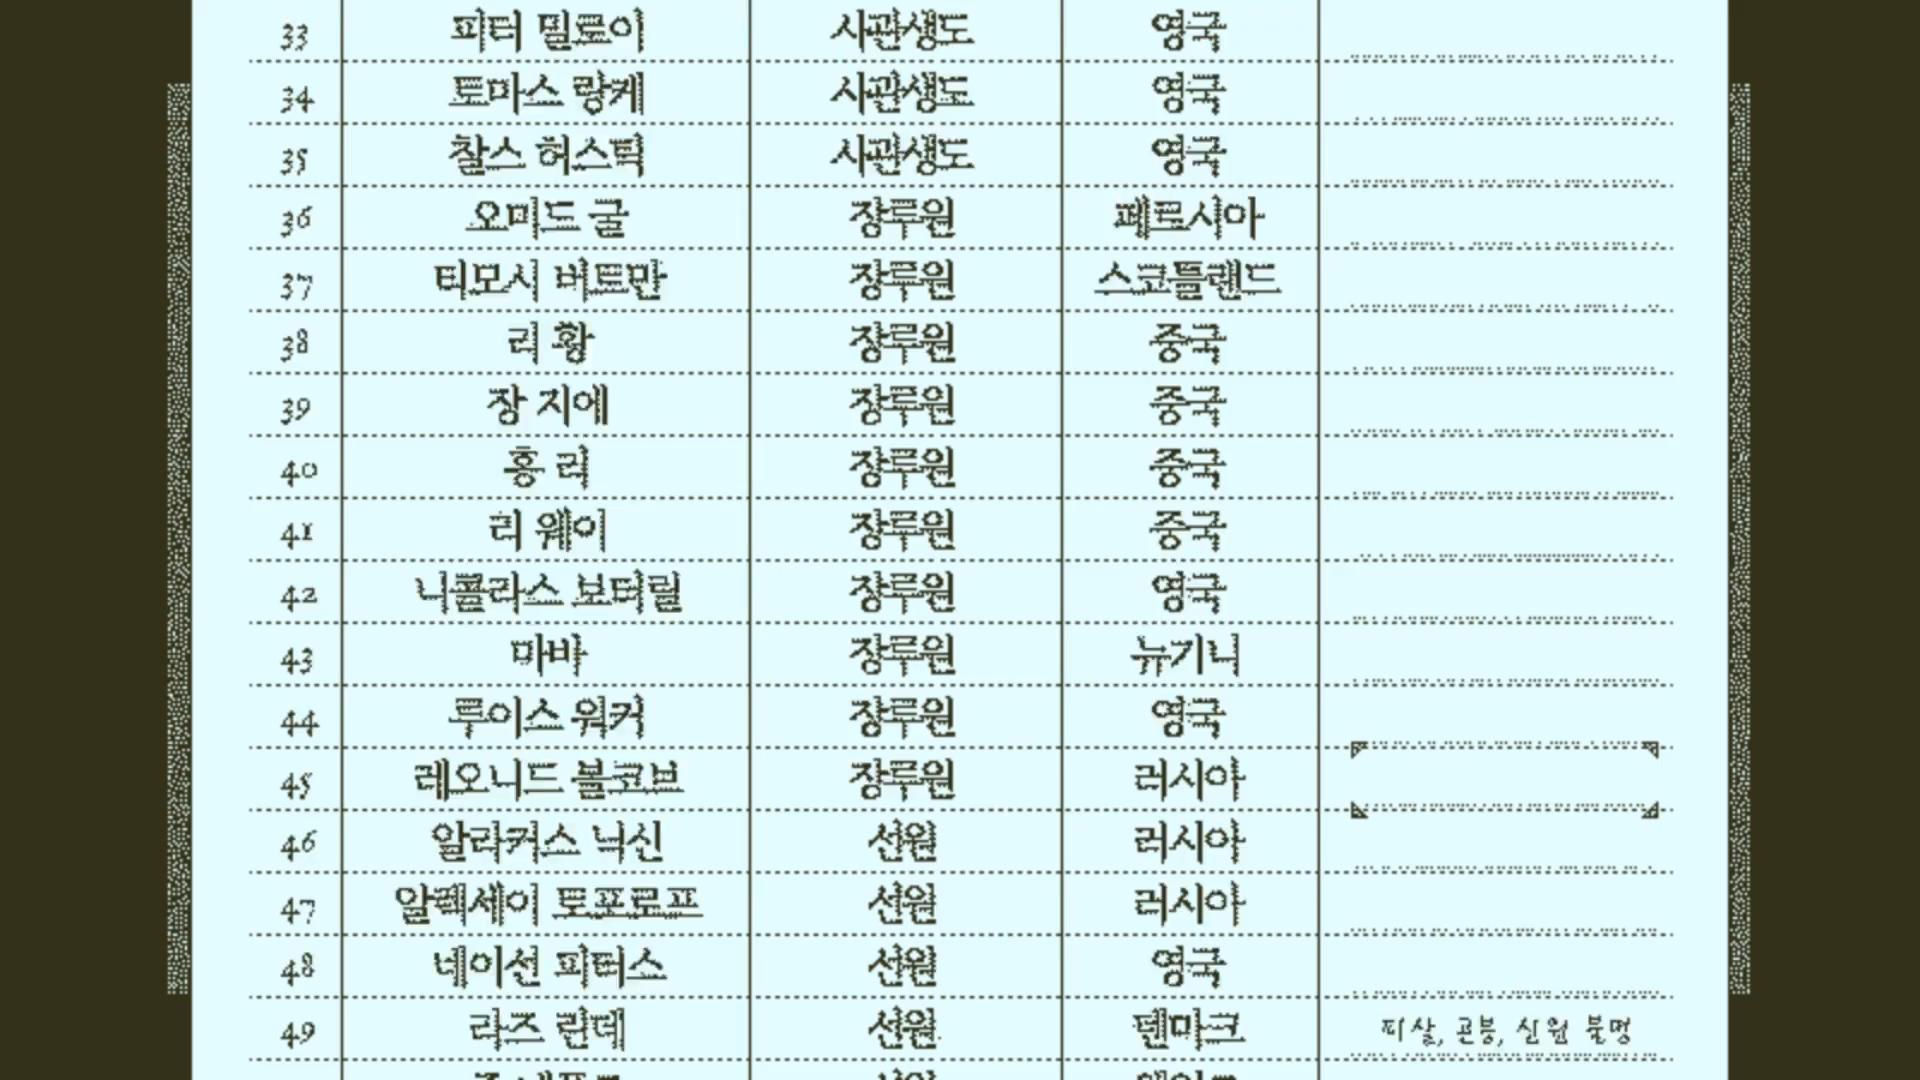 33 피터 밀로이 사관생도 영국
34 토마스 랑케 사관생도 영국
35 찰스 허스틱 사관생도 영국
36 오미드 굴 장루원 페르시아
37 티모시 버트만 장루원 스코틀랜드
38 리 황 장루원 중국
39 장 지에 장루원 중국
40 홍 리 장루원 중국
41 리 웨이 장루원 중국
42 니콜라스 보터릴 장루원 영국
43 마바 장루원 뉴기니
44 루이스 워커 장루원 영국
45 레오니드 볼코브 장루원 러시아
46 알라커스 닉신 선원 러시아
47 알렉세이 토포로프 선원 러시아
48 네이선 피터스 선원 영국
49 라즈 린데 선원 덴마크 피살, 곤봉, 신원 불명